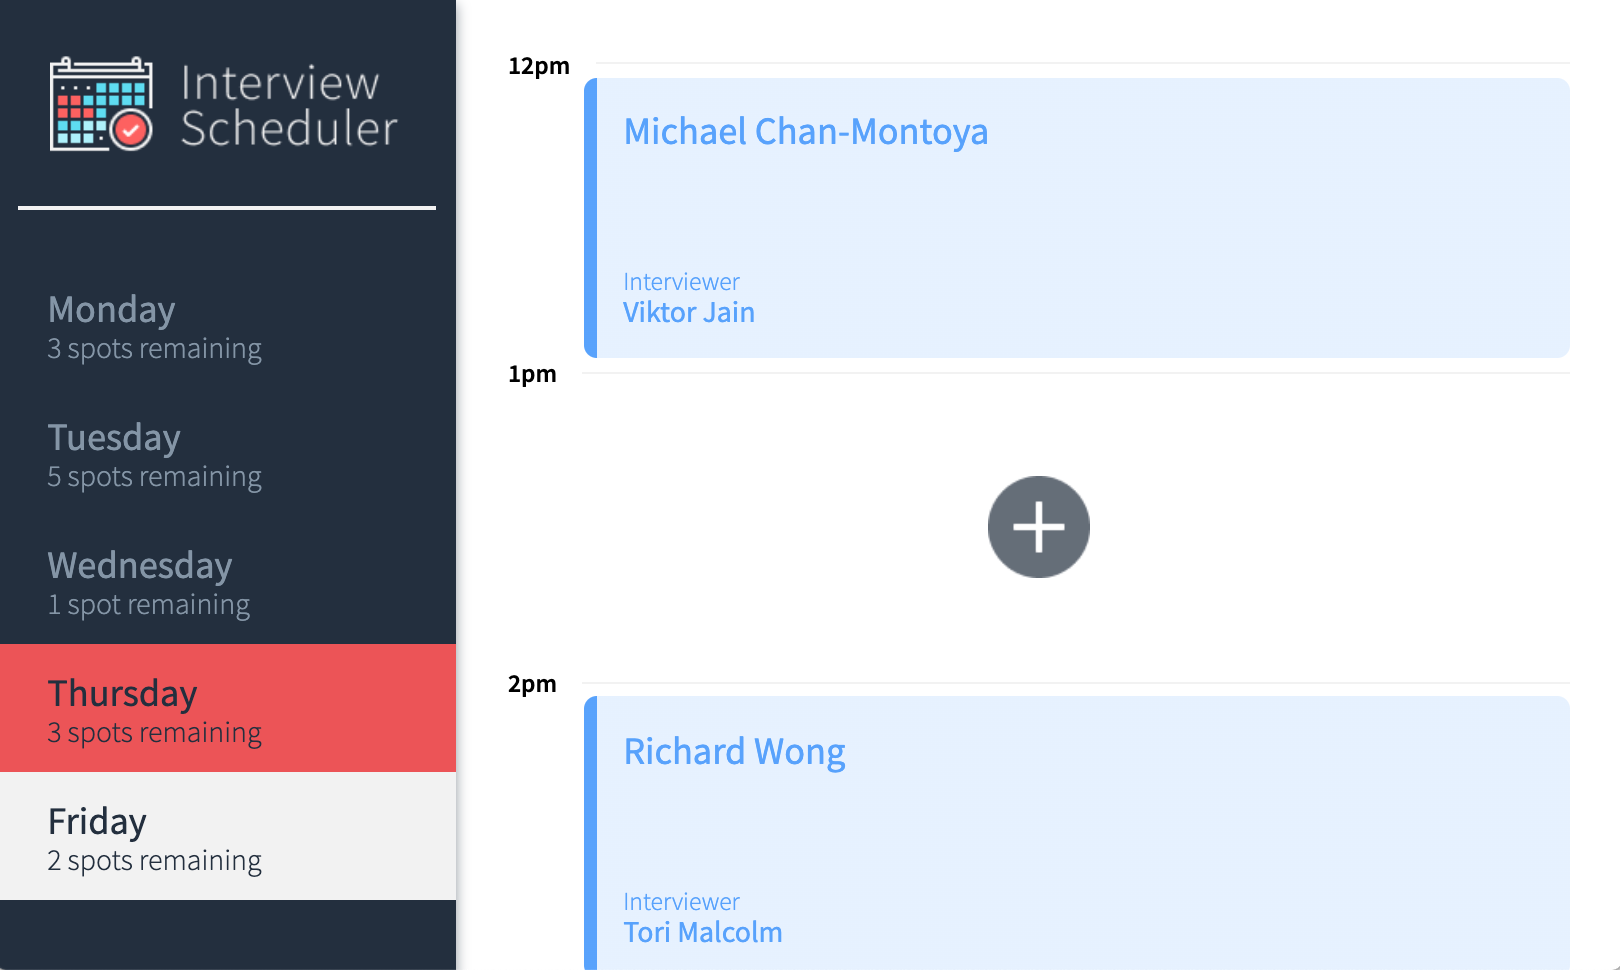 Interview
Scheduler
Monday
3 spots remaining
Tuesday
5 spots remaining
Wednesday
1 spot remaining
Thursday
3 spots remaining
Friday
2 spots remaining
12pm
Michael Chan-Montoya
Interviewer
Viktor Jain
1pm
2pm
Richard Wong
Interviewer
Tori Malcolm